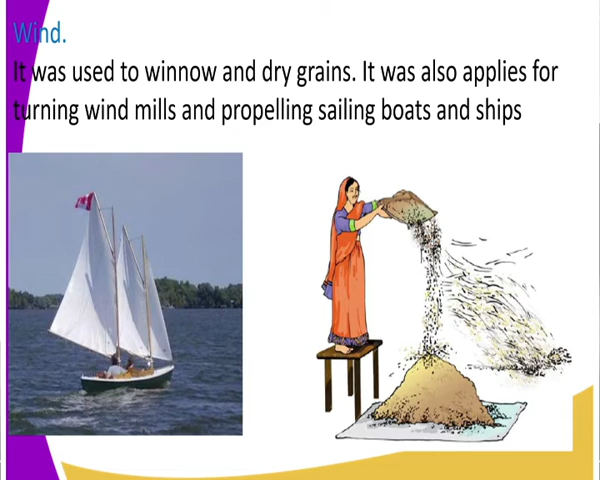 Wind.
It was used to winnow and dry grains. It was also applies for
turning wind mills and propelling sailing boats and ships